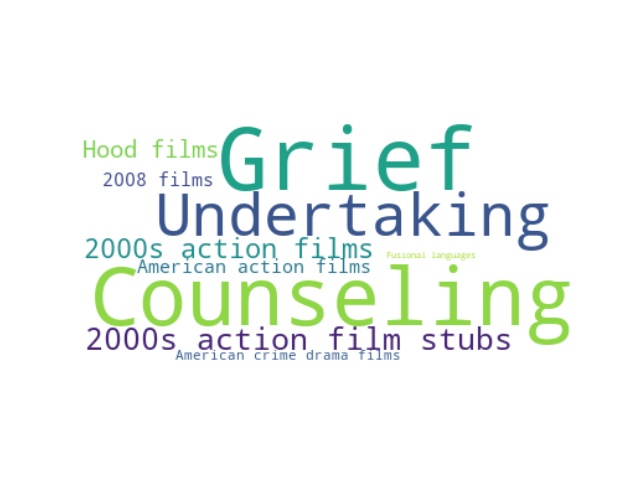 Grief
Hood films
2008 films
Undertaking
2000s action films
Fusional languages
American action films
Counseling
2000s action film stubs
American crime drama films